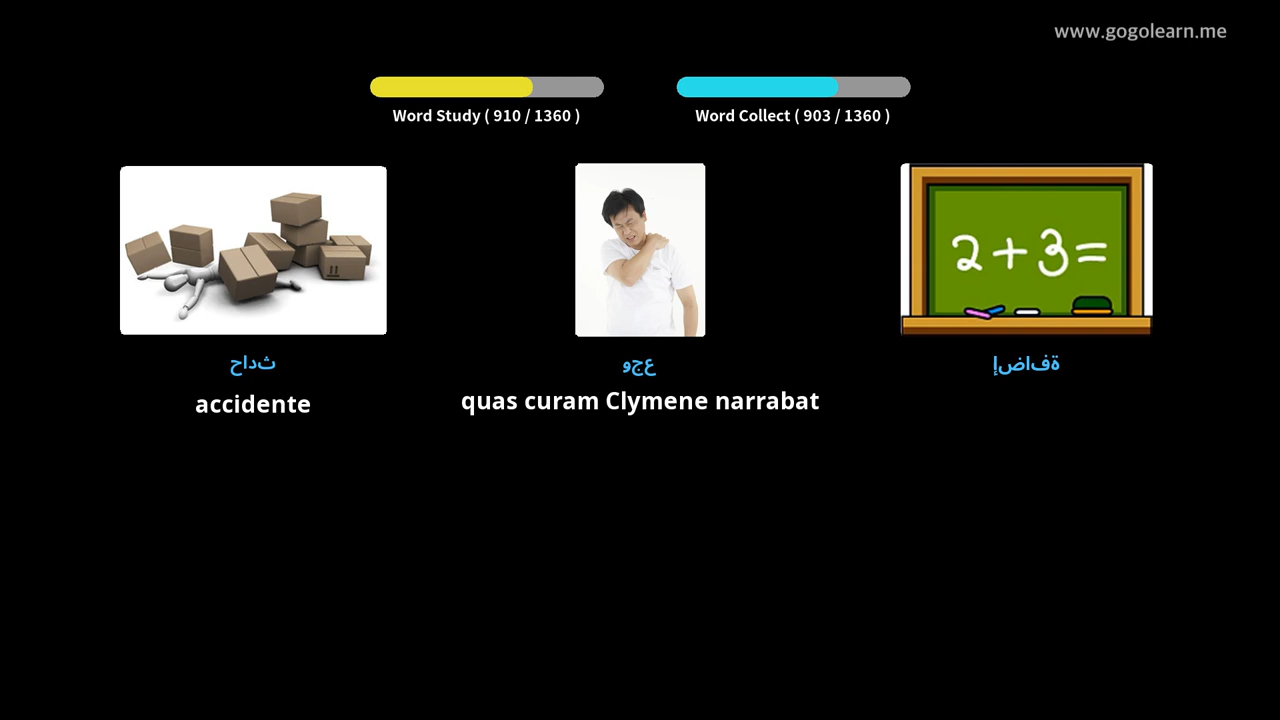 www.gogolearn.me
Word Study ( 910 / 1360 )
Word Collect ( 903 / 1360 )
2+3=
ثداح
عجو
ةفاضإ
accidente
quas curam Clymene narrabat